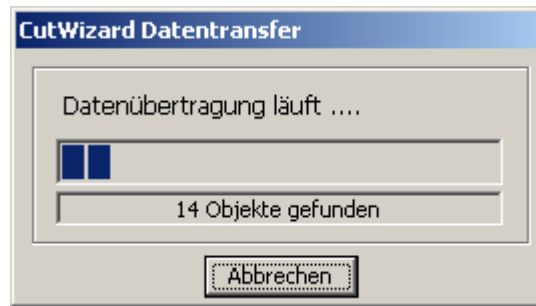 CutWizard Datentransfer
Datenübertragung läuft ....
14 Objekte gefunden
Abbrechen